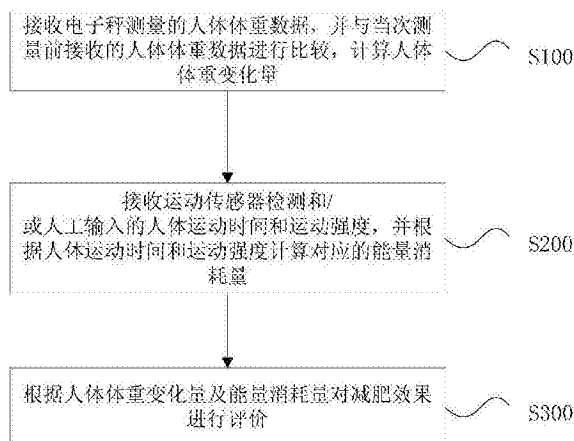 接收电子秤测量的人体体重数据，并与当次测
量前接收的人体体重数据进行比较，计算人体
体重变化量
S100
接收运动传感器检测和/
或人工输入的人体运动时间和运动强度，并根
据人体运动时间和运动强度计算对应的能量消
耗量
S200
根据人体体重变化量及能量消耗量对减肥效果
进行评价
S300